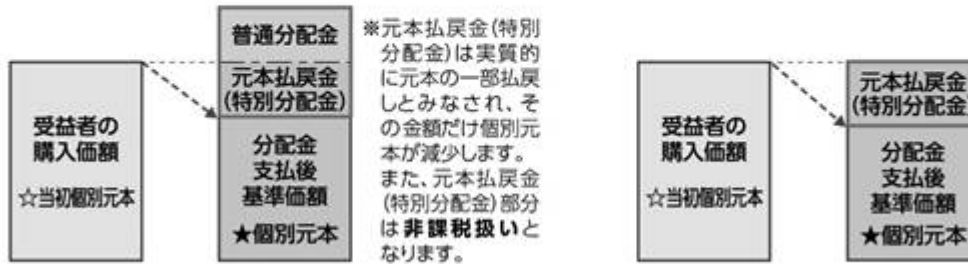 受益者の
購入価額
☆当初個別元本
普通分配金
元本払戻金
(特別分配金)
分配金
支払後
基準価額
★個別元本
※元本払戻金(特別
分配金)は実質的
に元本の一部払戻
しとみなされ、そ
の金額だけ個別元
本が減少します。
また、元本払戻金
(特別分配金)部分
は非課税扱いと
なります。
受益者の
購入価額
☆当初個別元本
元本払戻金
(特別分配金
分配金
支払後
基準価額
★個別元本